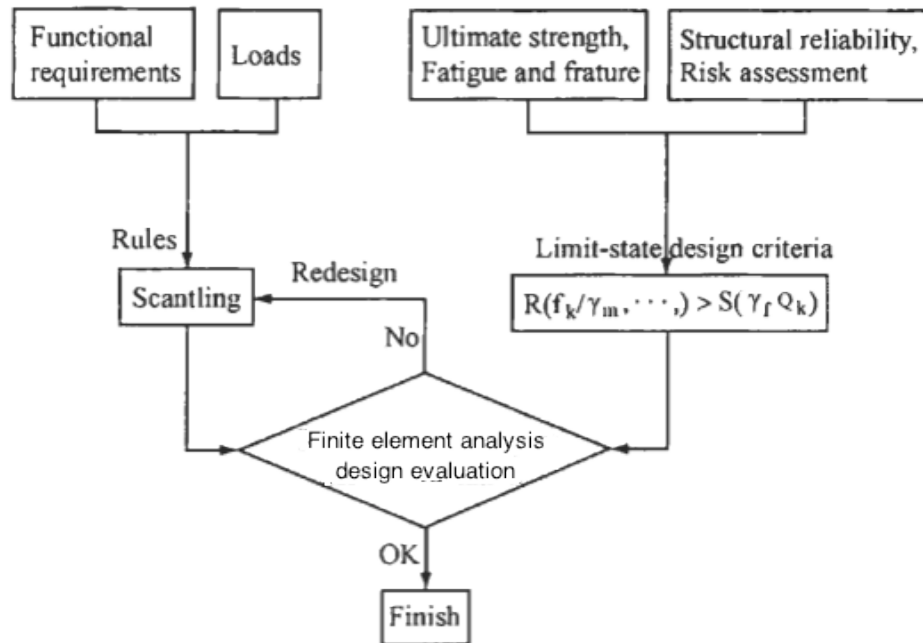 Functional
requirements
Loads
Ultimate strength,
Fatigue and frature
Structural reliability,
Risk assessment
Rules
Limit-state design criteria
Redesign
Scantling
R(fₖ/γₘ,···,)>S(γ_f Qₖ)
No
Finite element analysis
design evaluation
OK
Finish